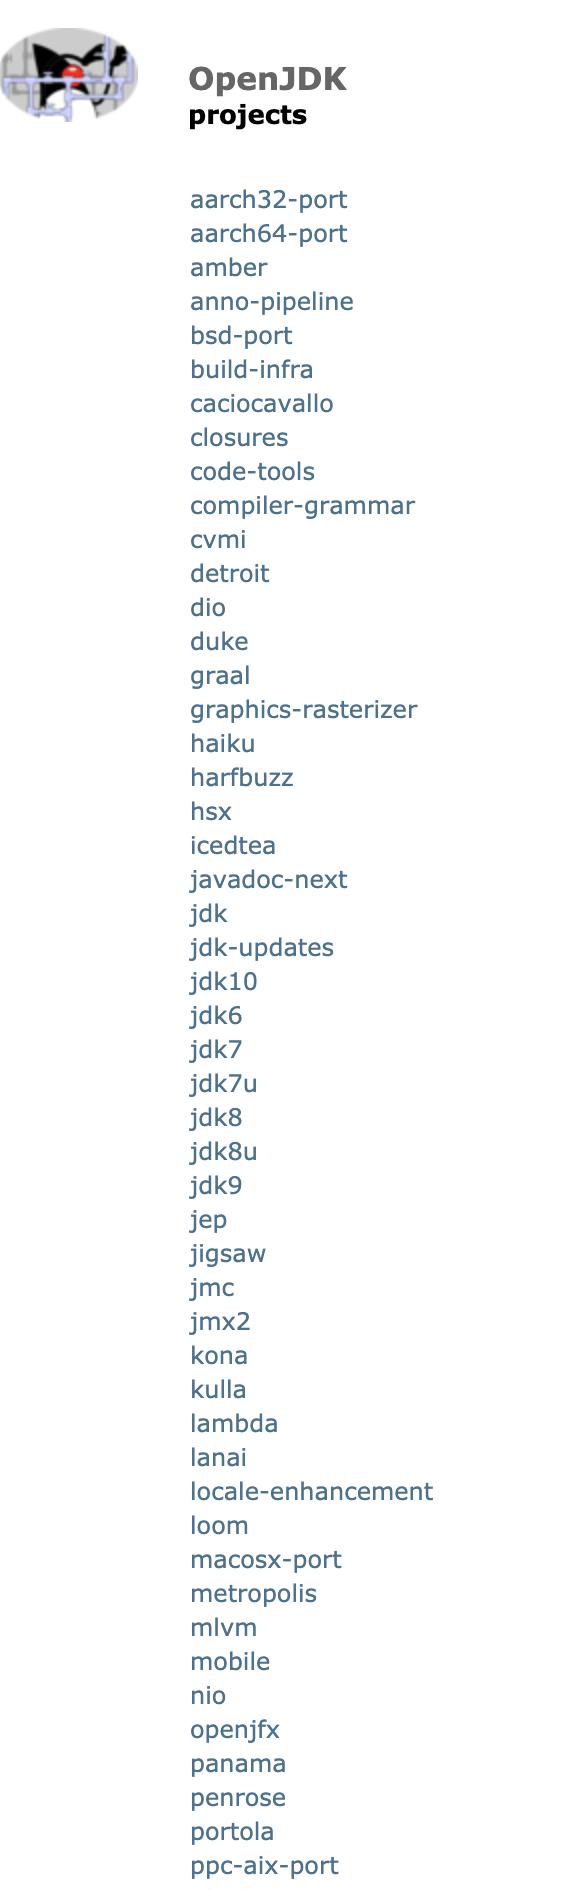 OpenJDK
projects
aarch32-port
aarch64-port
amber
anno-pipeline
bsd-port
build-infra
caciocavallo
closures
code-tools
compiler-grammar
cvmi
detroit
dio
duke
graal
graphics-rasterizer
haiku
harfbuzz
hsx
icedtea
javadoc-next
jdk
jdk-updates
jdk10
jdk6
jdk7
jdk7u
jdk8
jdk8u
jdk9
jep
jigsaw
jmc
jmx2
kona
kulla
lambda
lanai
locale-enhancement
loom
macosx-port
metropolis
mlvm
mobile
nio
openjfx
panama
penrose
portola
ppc-aix-port